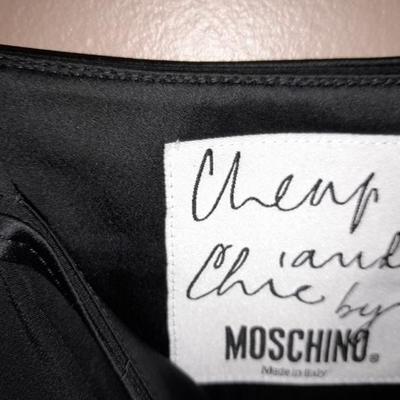 Cheap
and
Chic by
MOSCHINO®
Made in Italy